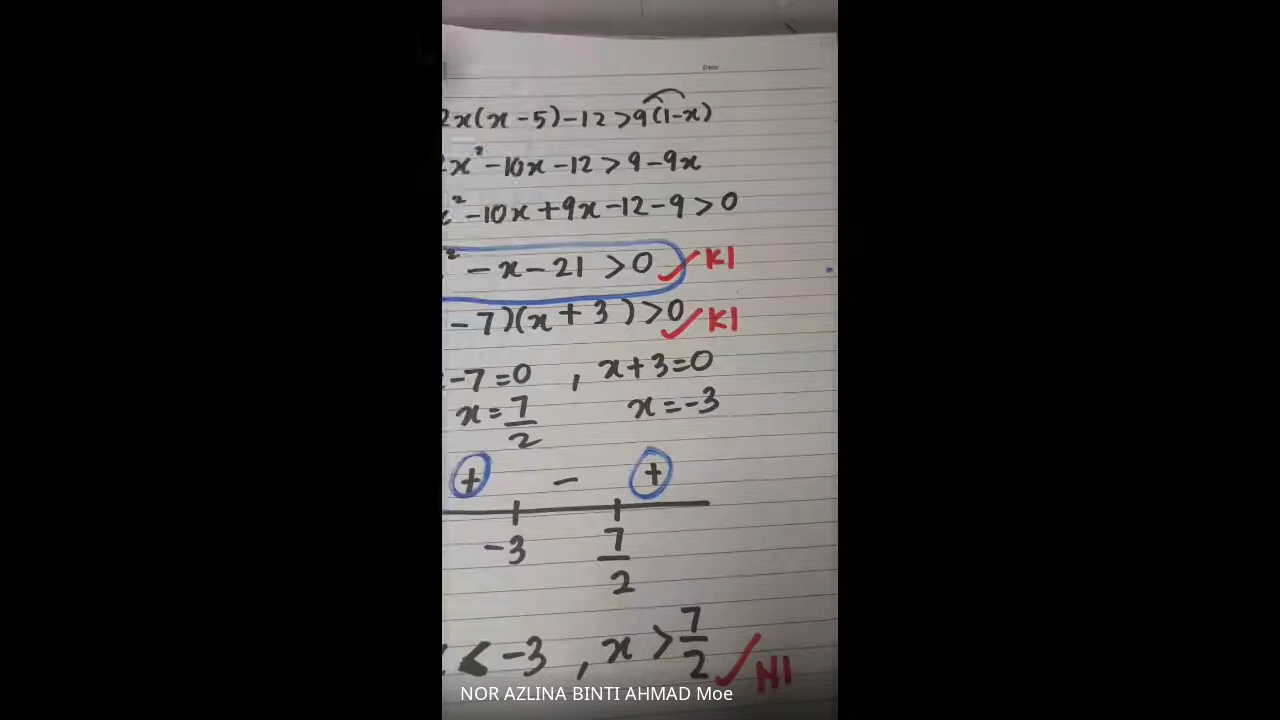 Date
2x(x-5)-12>9(1-x)
x²-10x-12>9-9x
²-10x+9x-12-9>0
² -x-21>0 ✓K1
-7)(x+3)>0 ✓K1
-7=0 , x+3=0
x=7/2 x=-3
+ - +
-3 7/2
< -3 , x>7/2 ✓N1
NOR AZLINA BINTI AHMAD Moe